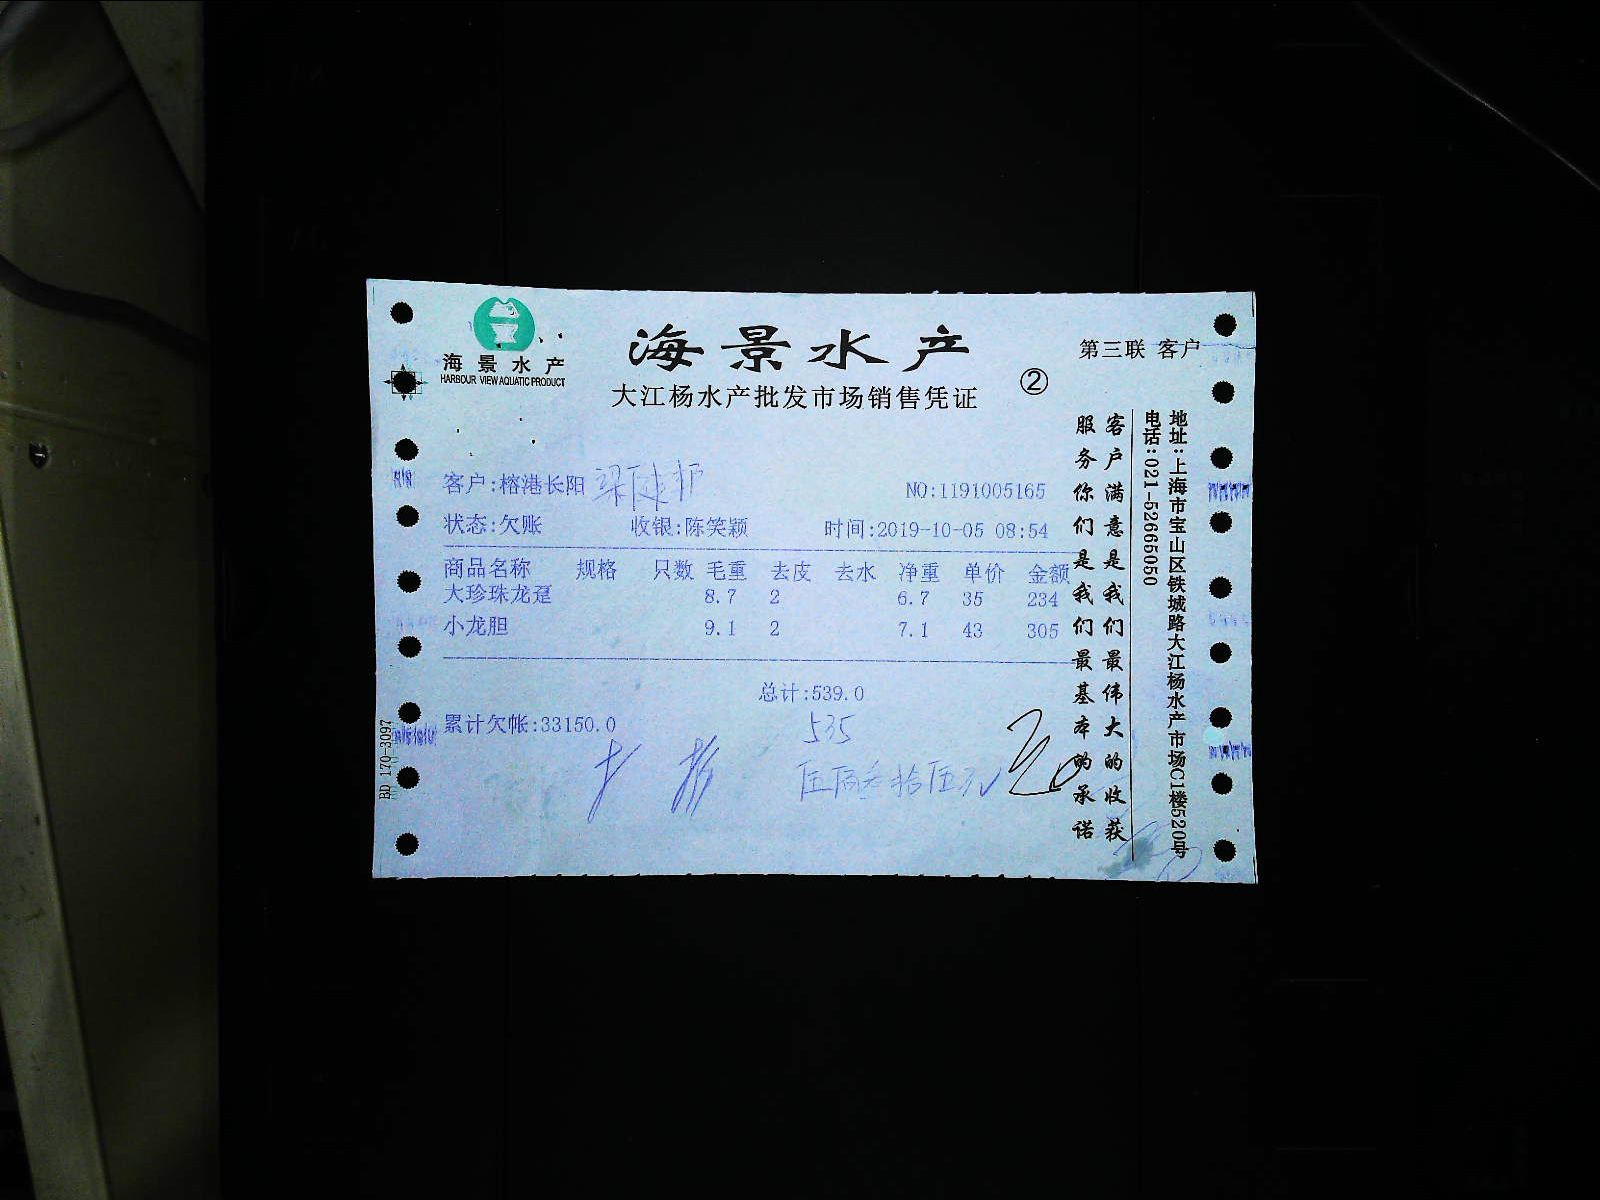 海景水产
HARBOUR VIEW AQUATIC PRODUCT
海景水产
大江杨水产批发市场销售凭证
②
第三联 客户
客户:榕港长阳
NO:1191005165
状态:欠账 收银:陈笑颖 时间:2019-10-05 08:54
商品名称 规格 只数 毛重 去皮 去水 净重 单价 金额
大珍珠龙趸 8.7 2 6.7 35 234
小龙胆 9.1 2 7.1 43 305
总计:539.0
累计欠帐:33150.0
535
伍佰叁拾伍元
客户满意是我们最伟大的收获
服务你们是我们最基本的承诺
地址:上海市宝山区铁城路大江杨水产市场C1楼520号
电话:021-52665050
BD 170-3097